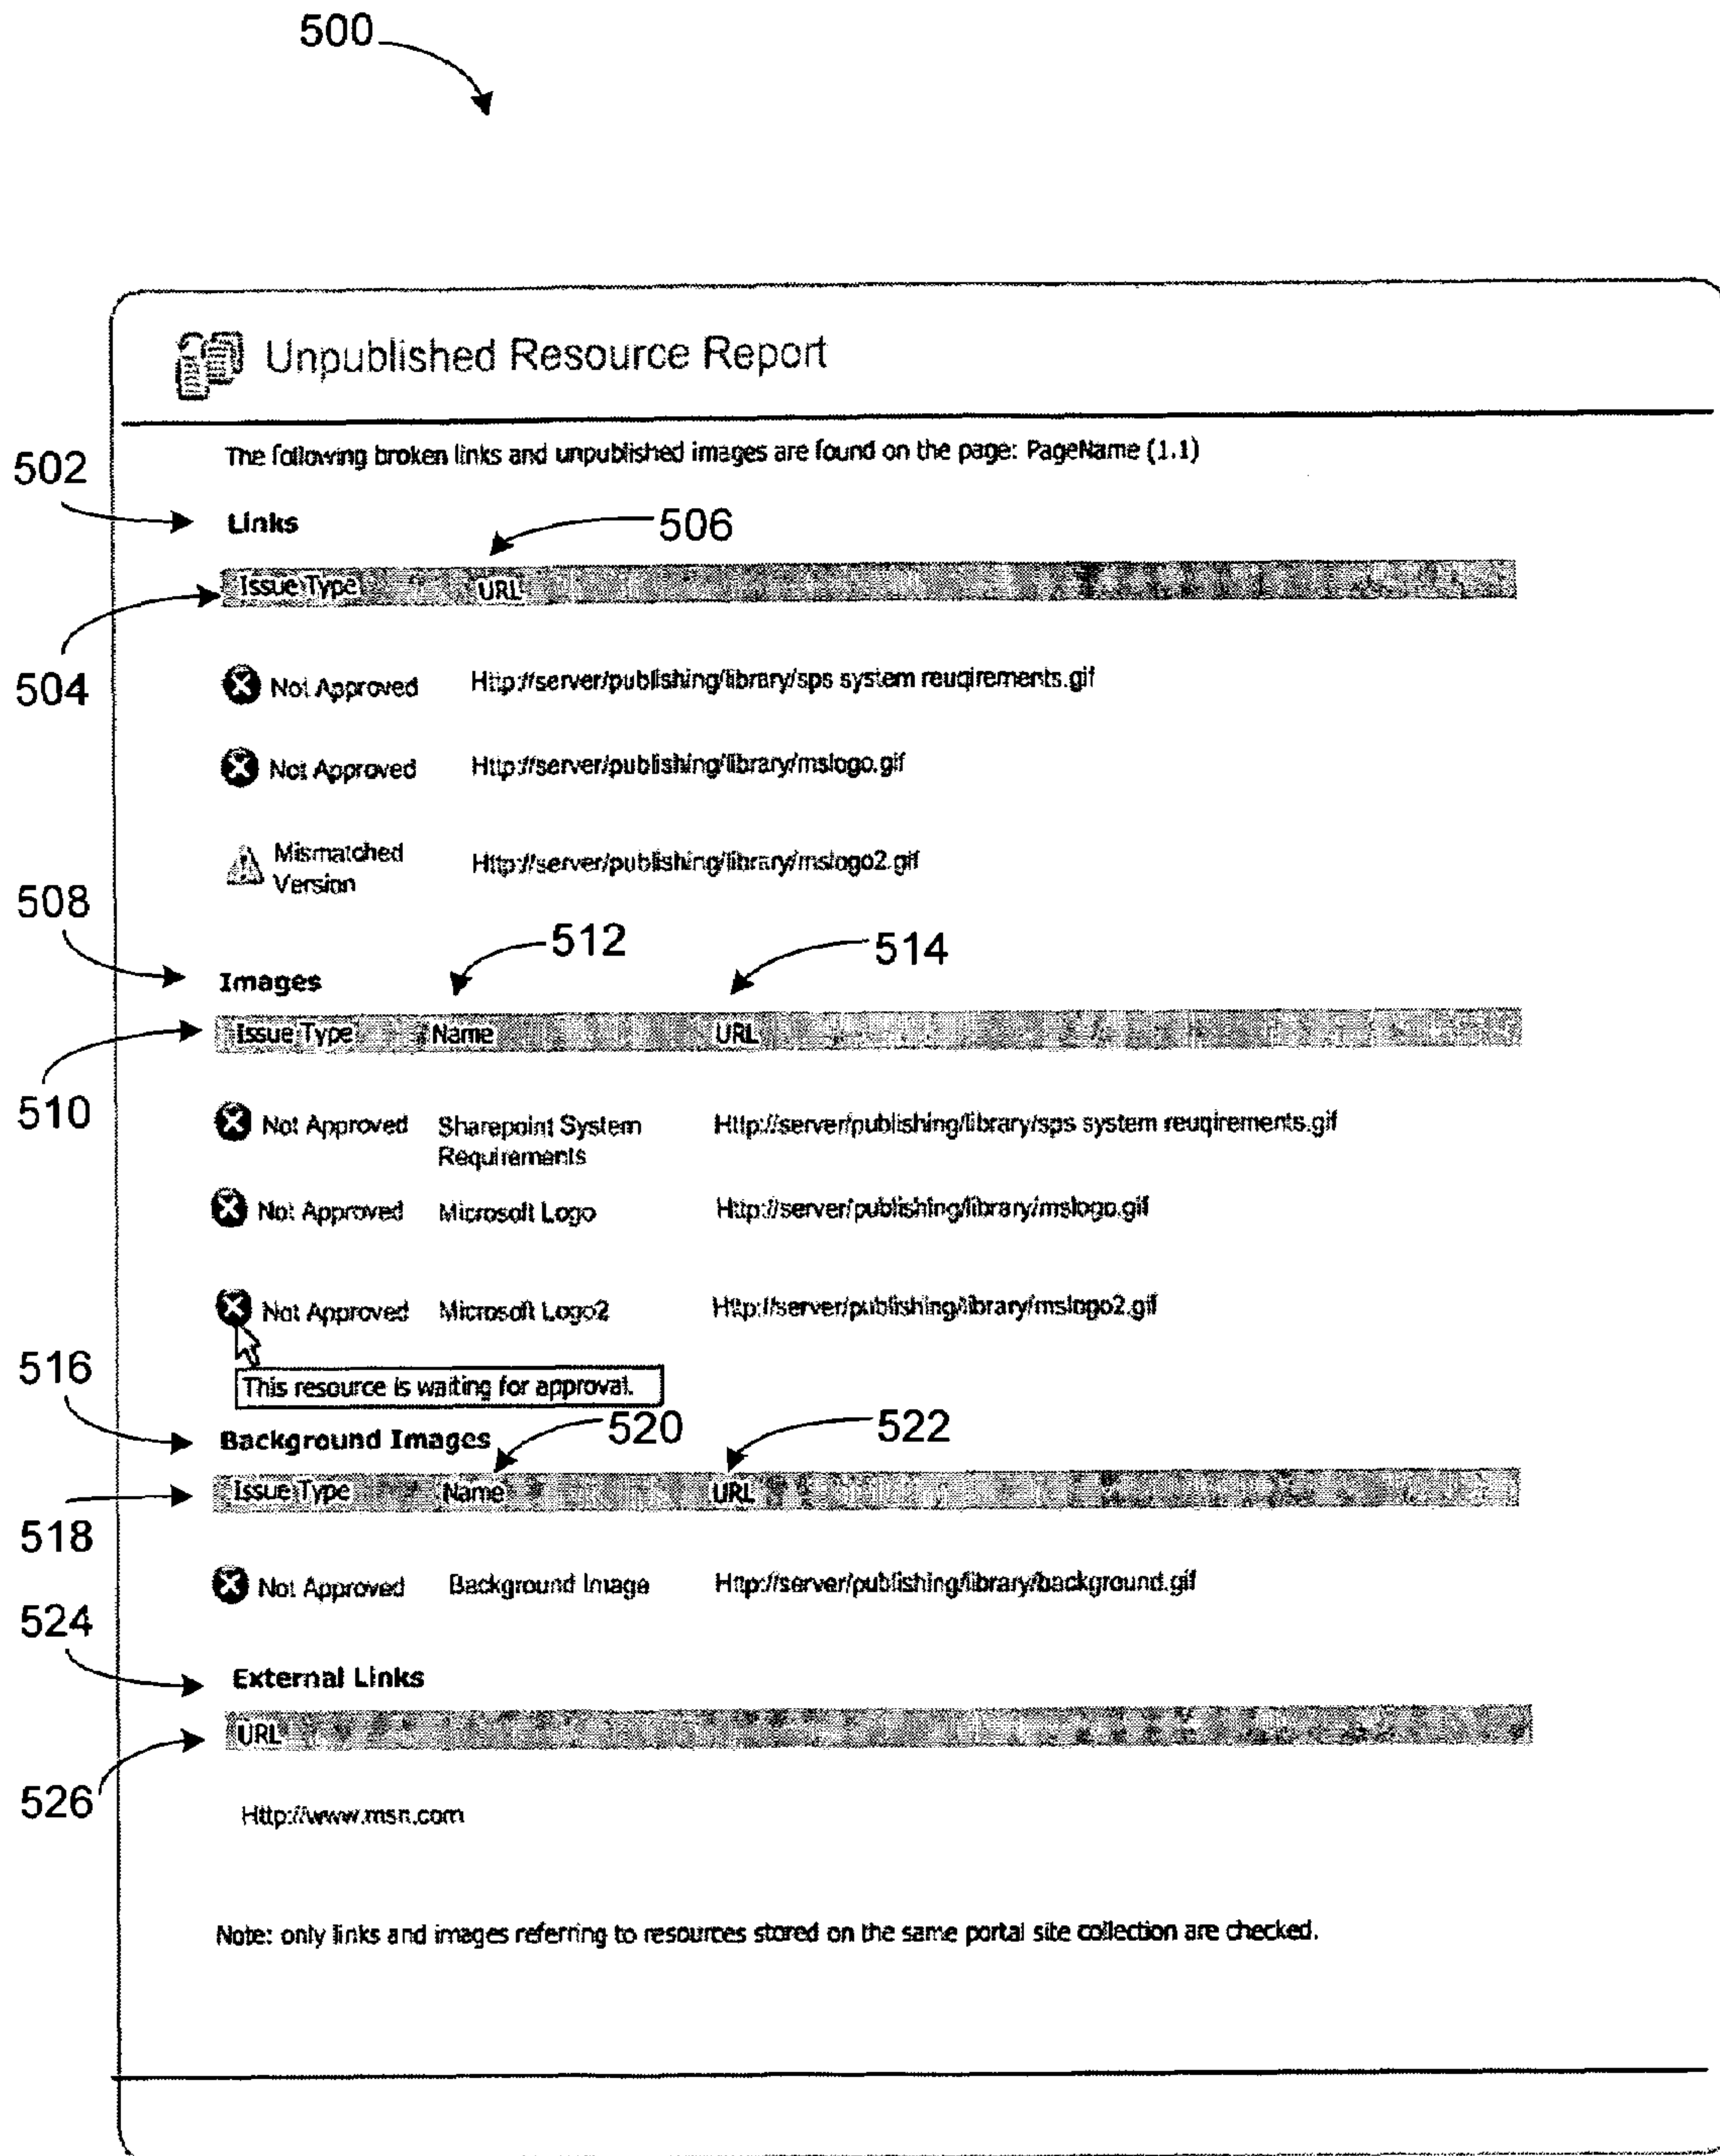 500
Unpublished Resource Report
The following broken links and unpublished images are found on the page: PageName (1.1)
502
Links
506
Issue Type URL
504
Not Approved Http://server/publishing/library/sps system reuqirements.gif
Not Approved Http://server/publishing/library/mslogo.gif
Mismatched
Version
Http://server/publishing/library/mslogo2.gif
508
512
514
Images
Issue Type Name URL
510
Not Approved Sharepoint System
Requirements
Http://server/publishing/library/sps system reuqirements.gif
Not Approved Microsoft Logo Http://server/publishing/library/mslogo.gif
Not Approved Microsoft Logo2 Http://server/publishing/library/mslogo2.gif
516
This resource is waiting for approval.
Background Images
520
522
Issue Type Name URL
518
Not Approved Background Image Http://server/publishing/library/background.gif
524
External Links
URL
526
Http://www.msn.com
Note: only links and images referring to resources stored on the same portal site collection are checked.